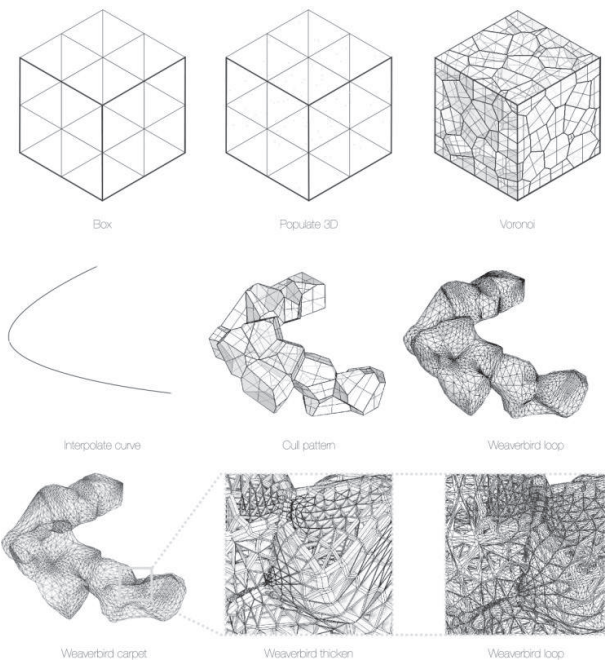 Box
Populate 3D
Voronoi
Interpolate curve
Cull pattern
Weaverbird loop
Weaverbird carpet
Weaverbird thicken
Weaverbird loop